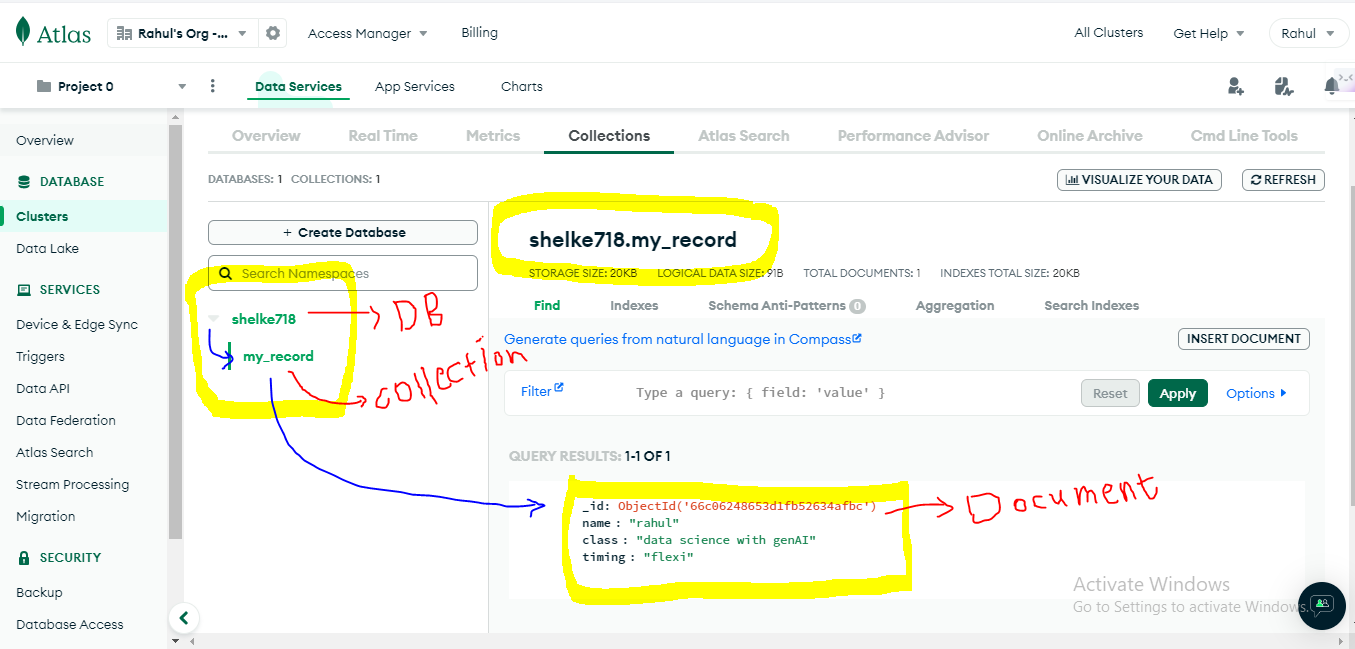 Atlas
Rahul's Org -...
Access Manager
Billing
All Clusters
Get Help
Rahul
Project 0
Data Services
App Services
Charts
Overview
DATABASE
Clusters
Data Lake
SERVICES
Device & Edge Sync
Triggers
Data API
Data Federation
Atlas Search
Stream Processing
Migration
SECURITY
Backup
Database Access
Overview
Real Time
Metrics
Collections
Atlas Search
Performance Advisor
Online Archive
Cmd Line Tools
DATABASES: 1 COLLECTIONS: 1
VISUALIZE YOUR DATA
REFRESH
+ Create Database
Search Namespaces
shelke718
DB
my_record
collection
shelke718.my_record
STORAGE SIZE: 20KB LOGICAL DATA SIZE: 91B TOTAL DOCUMENTS: 1 INDEXES TOTAL SIZE: 20KB
Find
Indexes
Schema Anti-Patterns 0
Aggregation
Search Indexes
Generate queries from natural language in Compass
INSERT DOCUMENT
Filter
Type a query: { field: 'value' }
Reset
Apply
Options
QUERY RESULTS: 1-1 OF 1
_id: ObjectId('66c06248653d1fb52634afbc')
name : "rahul"
class : "data science with genAI"
timing : "flexi"
Document
Activate Windows
Go to Settings to activate Windows.